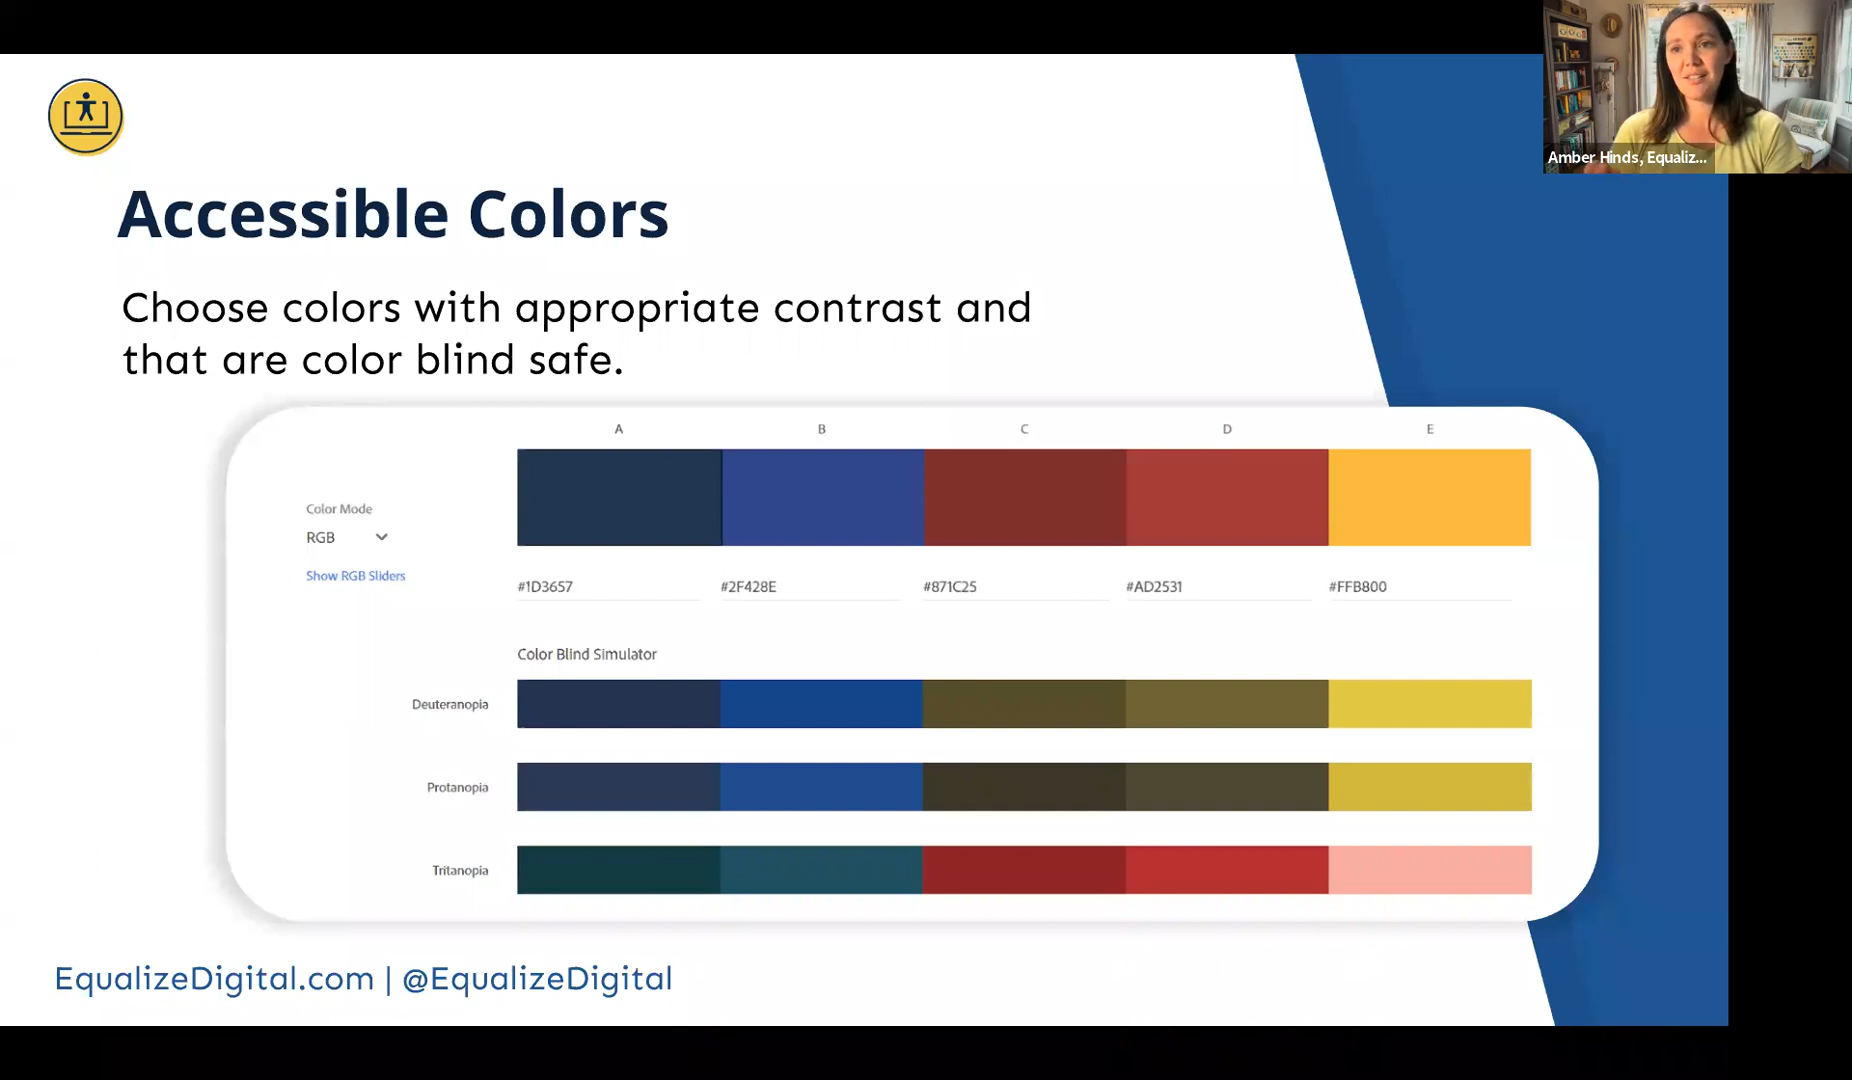 Amber Hinds, Equaliz...
Accessible Colors
Choose colors with appropriate contrast and
that are color blind safe.
A B C D E
Color Mode
RGB
Show RGB Sliders
#1D3657 #2F428E #871C25 #AD2531 #FFB800
Color Blind Simulator
Deuteranopia
Protanopia
Tritanopia
EqualizeDigital.com | @EqualizeDigital